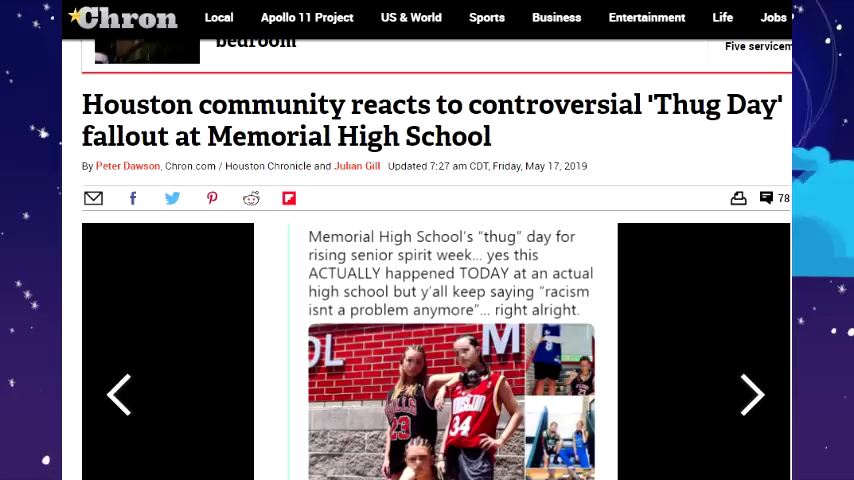 Chron
Local Apollo 11 Project US & World Sports Business Entertainment Life Jobs
bedroom
Five servicem
Houston community reacts to controversial 'Thug Day'
fallout at Memorial High School
By Peter Dawson, Chron.com / Houston Chronicle and Julian Gill Updated 7:27 am CDT, Friday, May 17, 2019
78
Memorial High School's "thug" day for
rising senior spirit week... yes this
ACTUALLY happened TODAY at an actual
high school but y'all keep saying "racism
isnt a problem anymore"... right alright.
OL
M
23
34